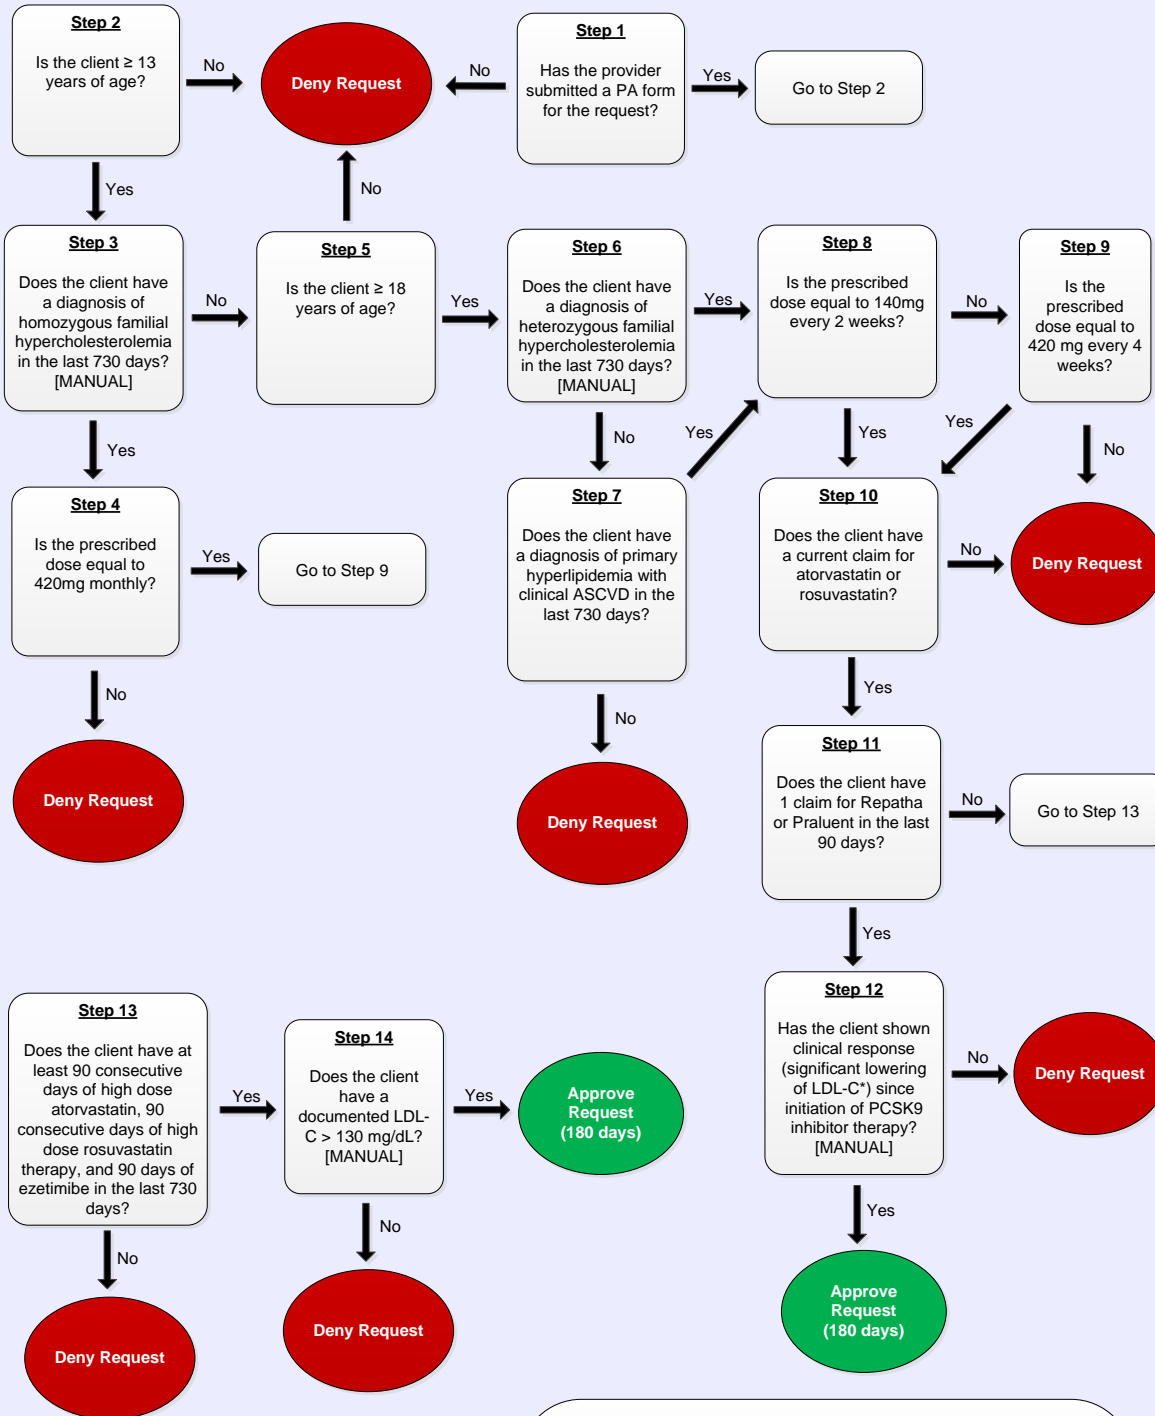 Step 2
Is the client ≥ 13
years of age?
No
Deny Request
No
Step 1
Has the provider
submitted a PA form
for the request?
Yes
Go to Step 2
Yes
No
Step 3
Does the client have
a diagnosis of
homozygous familial
hypercholesterolemia
in the last 730 days?
[MANUAL]
No
Step 5
Is the client ≥ 18
years of age?
Yes
Step 6
Does the client have
a diagnosis of
heterozygous familial
hypercholesterolemia
in the last 730 days?
[MANUAL]
Yes
Step 8
Is the prescribed
dose equal to 140mg
every 2 weeks?
No
Step 9
Is the
prescribed
dose equal to
420 mg every 4
weeks?
Yes
No
Yes
Yes
Yes
No
Step 4
Is the prescribed
dose equal to
420mg monthly?
Yes
Go to Step 9
Step 7
Does the client have
a diagnosis of primary
hyperlipidemia with
clinical ASCVD in the
last 730 days?
Step 10
Does the client have
a current claim for
atorvastatin or
rosuvastatin?
No
Deny Request
No
No
Yes
Deny Request
Deny Request
Step 11
Does the client have
1 claim for Repatha
or Praluent in the last
90 days?
No
Go to Step 13
Yes
Step 13
Does the client have at
least 90 consecutive
days of high dose
atorvastatin, 90
consecutive days of high
dose rosuvastatin
therapy, and 90 days of
ezetimibe in the last 730
days?
Yes
Step 14
Does the client
have a
documented LDL-
C > 130 mg/dL?
[MANUAL]
Yes
Approve
Request
(180 days)
Step 12
Has the client shown
clinical response
(significant lowering
of LDL-C*) since
initiation of PCSK9
inhibitor therapy?
[MANUAL]
No
Deny Request
No
No
Yes
Deny Request
Deny Request
Approve
Request
(180 days)